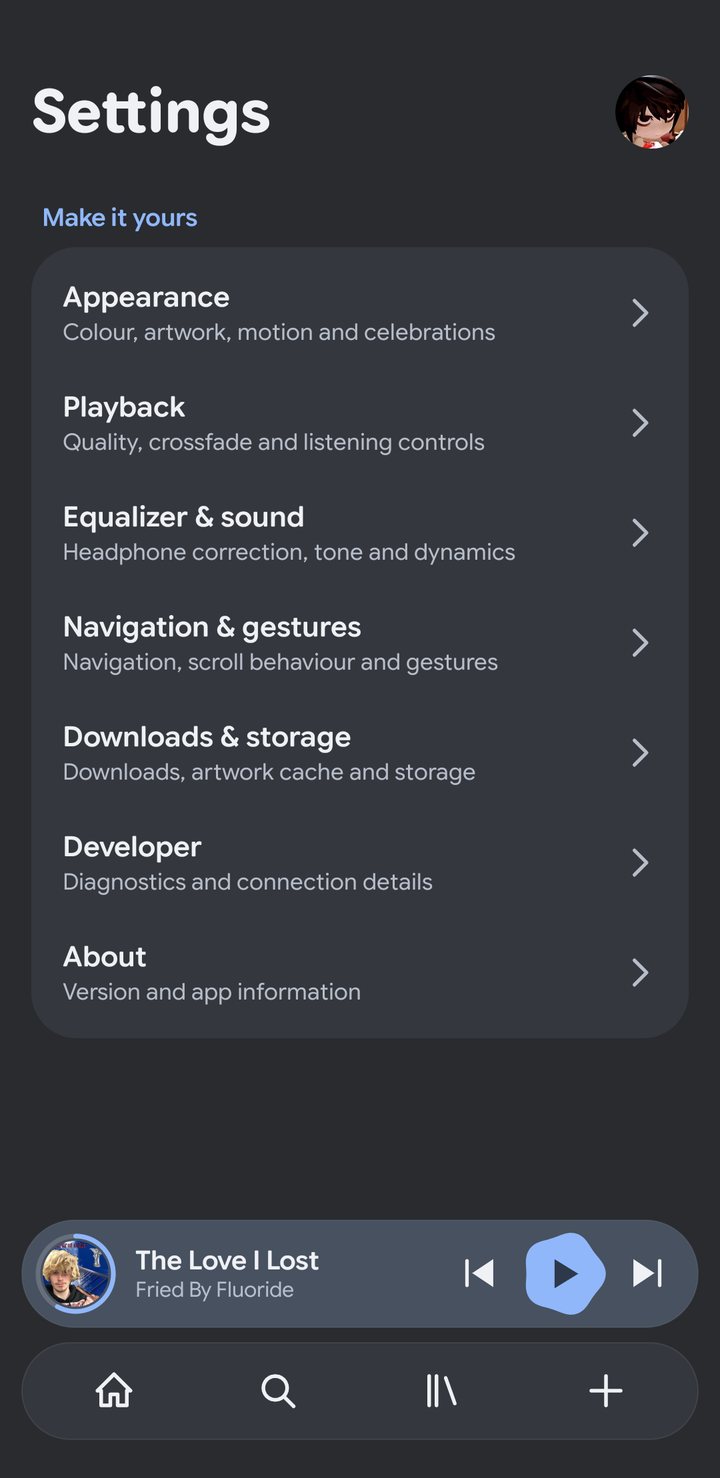 Settings
Make it yours
Appearance
Colour, artwork, motion and celebrations
Playback
Quality, crossfade and listening controls
Equalizer & sound
Headphone correction, tone and dynamics
Navigation & gestures
Navigation, scroll behaviour and gestures
Downloads & storage
Downloads, artwork cache and storage
Developer
Diagnostics and connection details
About
Version and app information
The Love I Lost
Fried By Fluoride